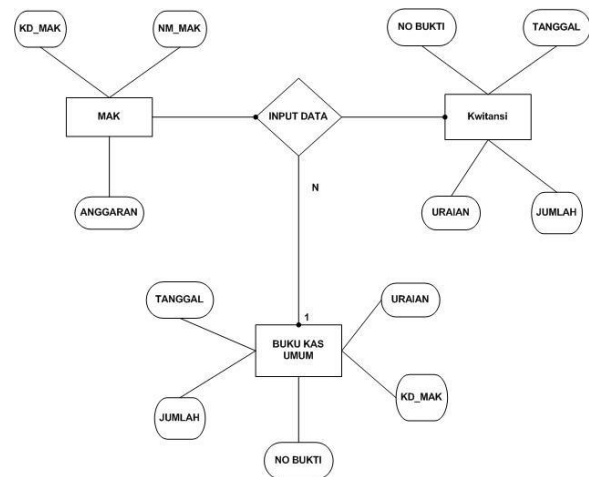 KD_MAK
NM_MAK
NO BUKTI
TANGGAL
MAK
INPUT DATA
Kwitansi
N
ANGGARAN
URAIAN
JUMLAH
TANGGAL
URAIAN
1
BUKU KAS
UMUM
JUMLAH
KD_MAK
NO BUKTI